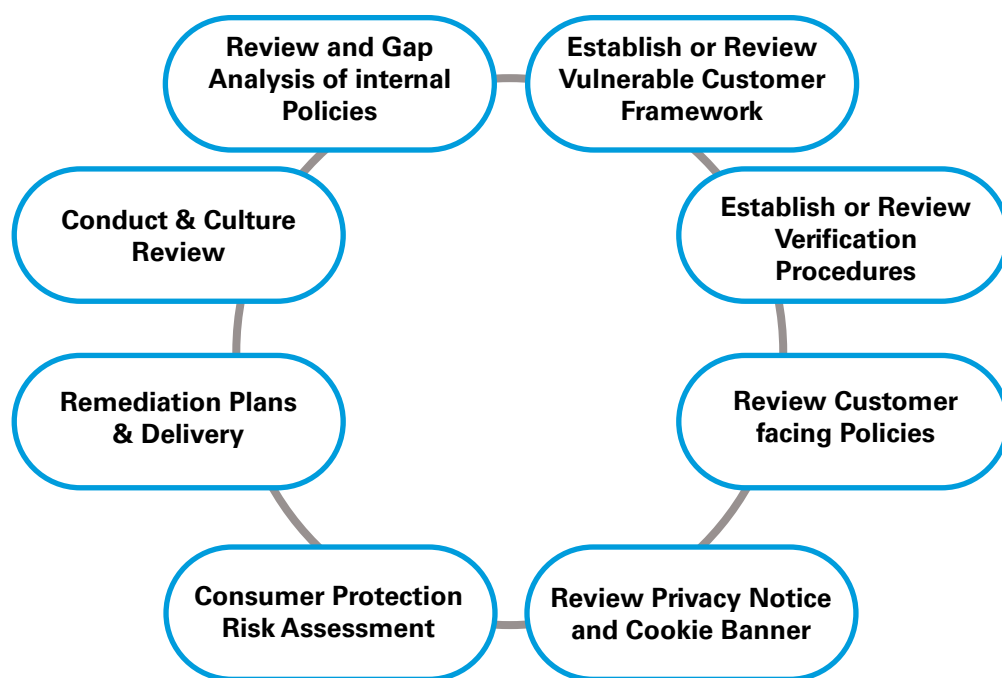 Review and Gap
Analysis of internal
Policies
Establish or Review
Vulnerable Customer
Framework
Conduct & Culture
Review
Establish or Review
Verification
Procedures
Remediation Plans
& Delivery
Review Customer
facing Policies
Consumer Protection
Risk Assessment
Review Privacy Notice
and Cookie Banner